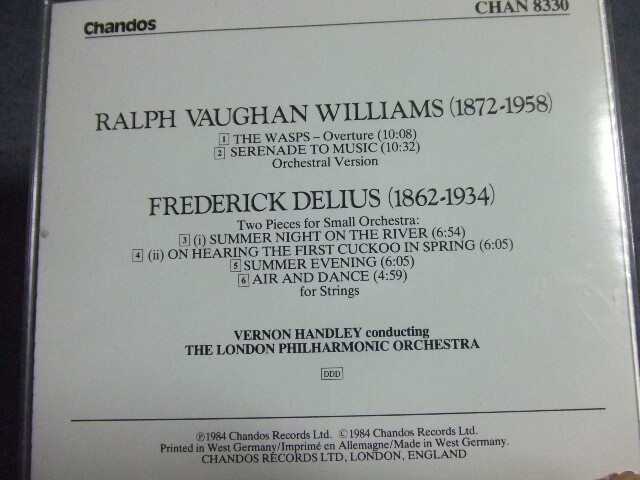 Chandos
CHAN 8330
RALPH VAUGHAN WILLIAMS (1872-1958)
1 THE WASPS – Overture (10:08)
2 SERENADE TO MUSIC (10:32)
Orchestral Version
FREDERICK DELIUS (1862-1934)
Two Pieces for Small Orchestra:
3 (i) SUMMER NIGHT ON THE RIVER (6:54)
4 (ii) ON HEARING THE FIRST CUCKOO IN SPRING (6:05)
5 SUMMER EVENING (6:05)
6 AIR AND DANCE (4:59)
for Strings
VERNON HANDLEY conducting
THE LONDON PHILHARMONIC ORCHESTRA
DDD
℗1984 Chandos Records Ltd. ©1984 Chandos Records Ltd.
Printed in West Germany/Imprimé en Allemagne/Made in West Germany.
CHANDOS RECORDS LTD, LONDON, ENGLAND